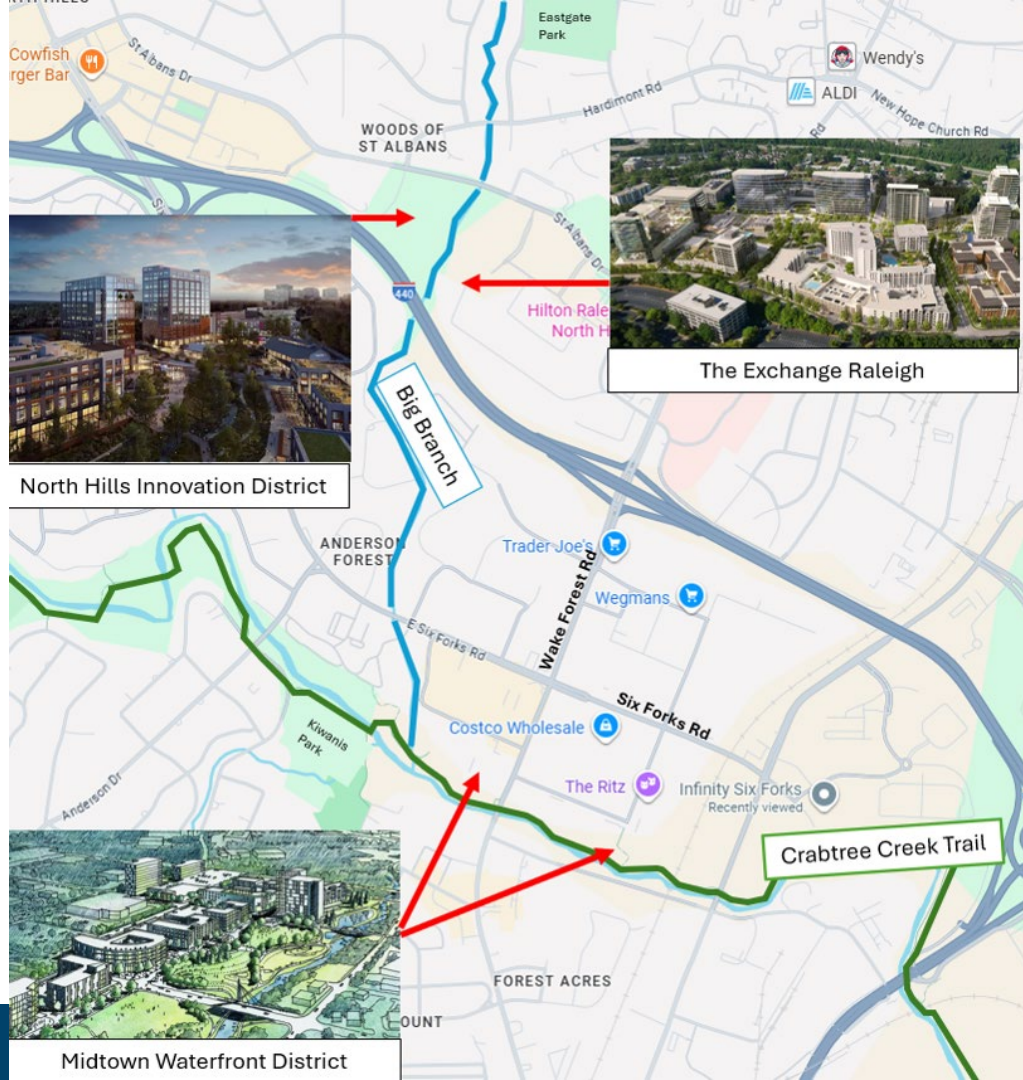 Eastgate
Park
Cowfish
rger Bar
St Albans Dr
Wendy's
ALDI
Hardimont Rd
New Hope Church Rd
Rd
WOODS OF
ST ALBANS
St Albans Dr
440
Hilton Rale
North H
The Exchange Raleigh
Big Branch
North Hills Innovation District
ANDERSON
FOREST
Trader Joe's
Wegmans
Wake Forest Rd
E Six Forks Rd
Six Forks Rd
Costco Wholesale
Kiwanis
Park
The Ritz
Infinity Six Forks
Recently viewed
Anderson Dr
Crabtree Creek Trail
FOREST ACRES
OUNT
Midtown Waterfront District